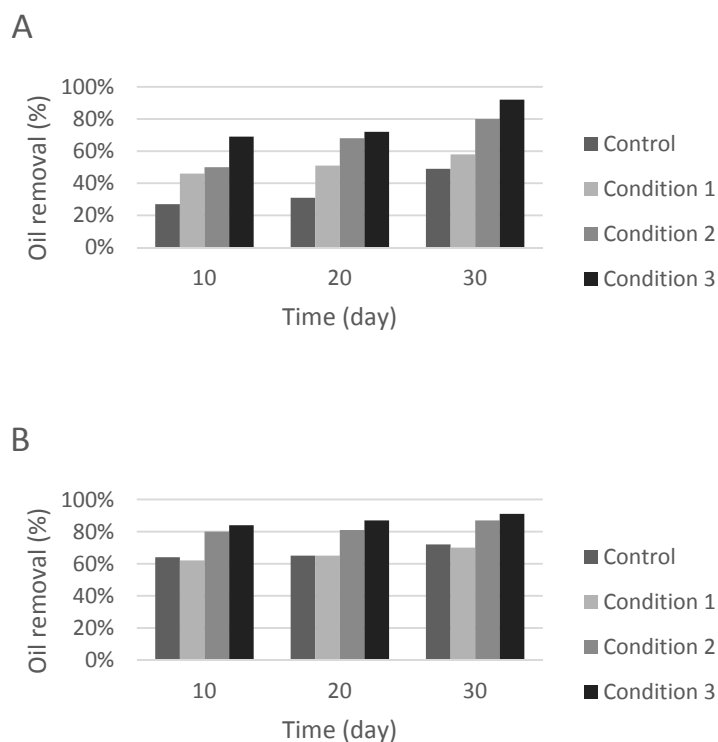 A
Oil removal (%)
100%
80%
60%
40%
20%
0%
10 20 30
Time (day)
Control
Condition 1
Condition 2
Condition 3
B
Oil removal (%)
100%
80%
60%
40%
20%
0%
10 20 30
Time (day)
Control
Condition 1
Condition 2
Condition 3